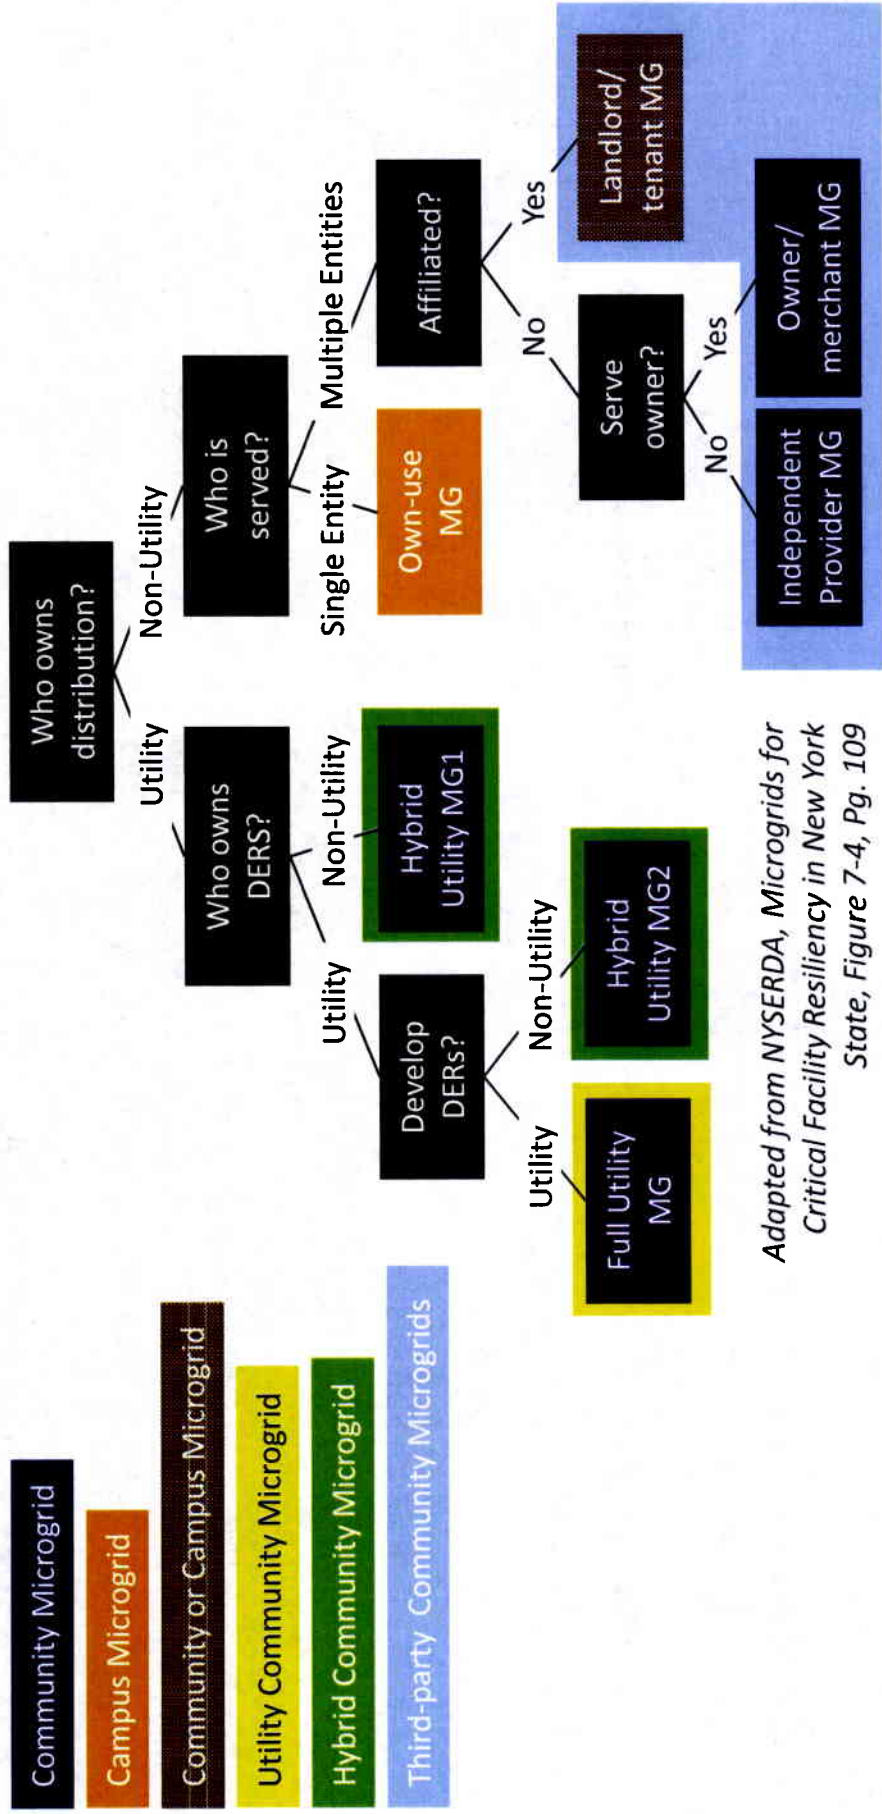 Community Microgrid
Campus Microgrid
Community or Campus Microgrid
Utility Community Microgrid
Hybrid Community Microgrid
Third-party Community Microgrids
Who owns
distribution?
Utility
Non-Utility
Who owns
DERS?
Who is
served?
Utility
Non-Utility
Single Entity
Multiple Entities
Develop
DERs?
Hybrid
Utility MG1
Own-use
MG
Affiliated?
Utility
Non-Utility
No
Yes
Full Utility
MG
Hybrid
Utility MG2
Serve
owner?
Landlord/
tenant MG
No
Yes
Independent
Provider MG
Owner/
merchant MG
Adapted from NYSERDA, Microgrids for
Critical Facility Resiliency in New York
State, Figure 7-4, Pg. 109